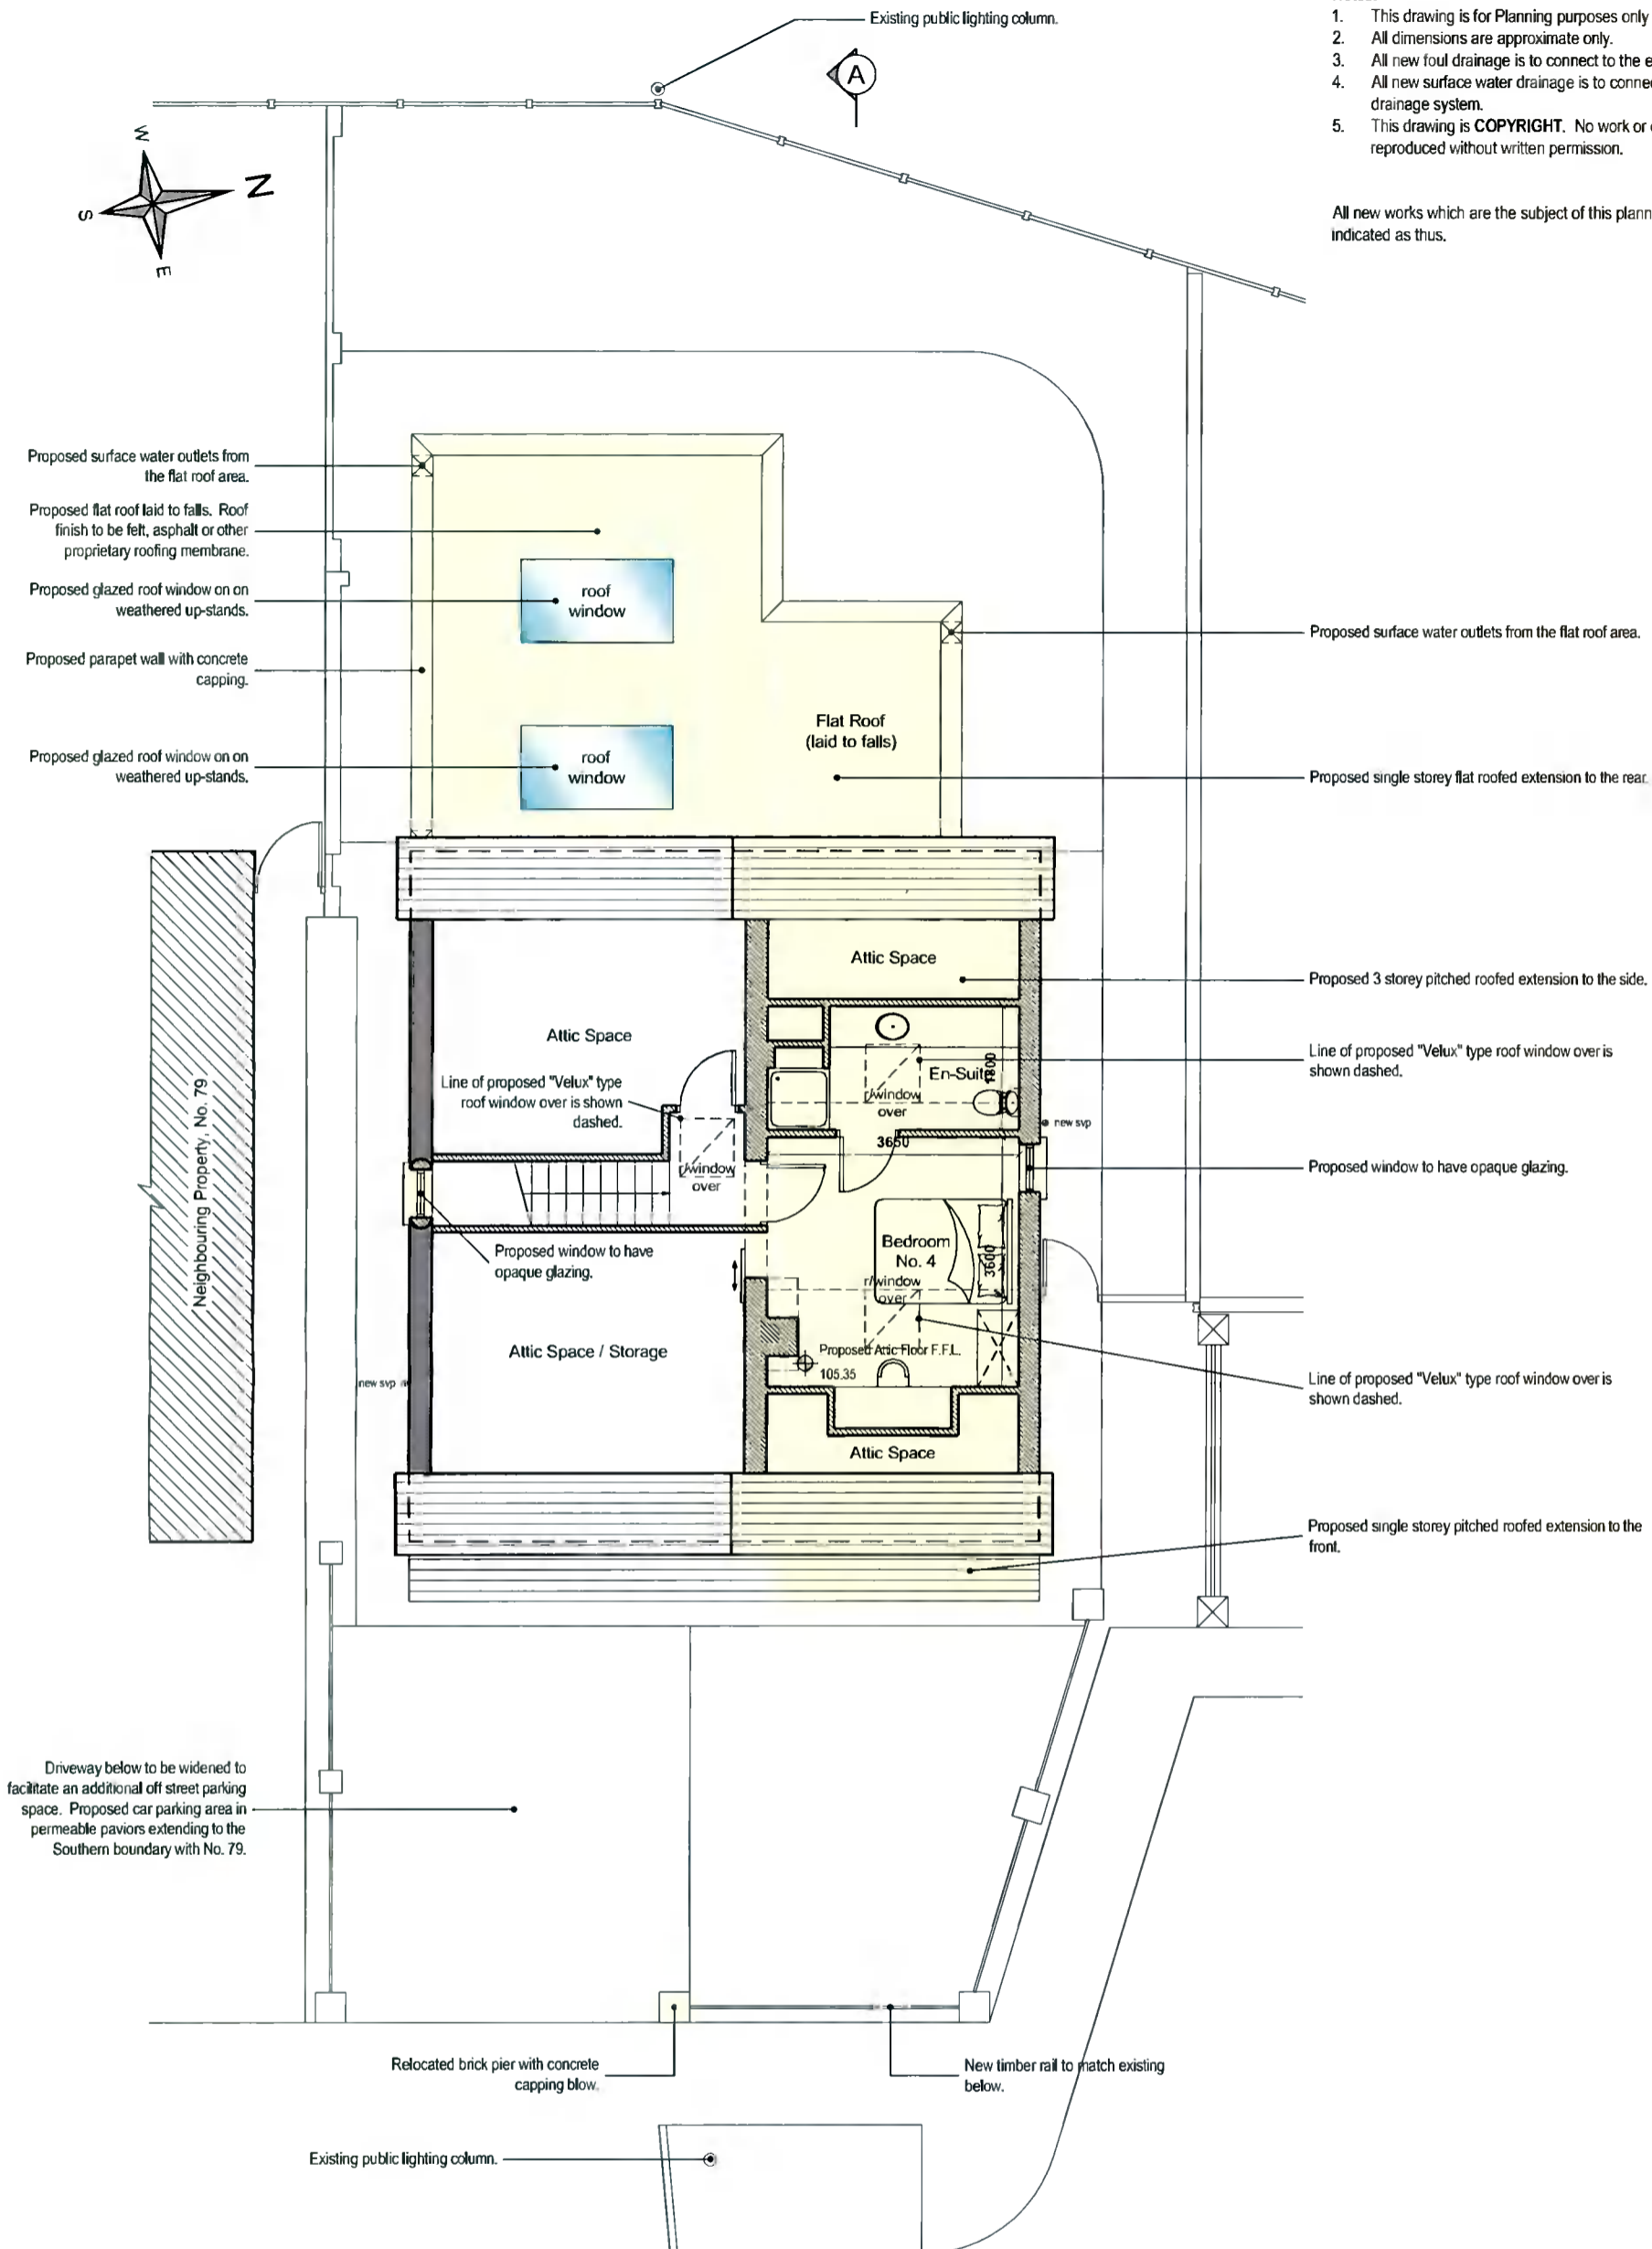 Existing public lighting column.
A
1. This drawing is for Planning purposes only
2. All dimensions are approximate only.
3. All new foul drainage is to connect to the e
4. All new surface water drainage is to connec
drainage system.
5. This drawing is COPYRIGHT. No work or
reproduced without written permission.
All new works which are the subject of this plann
indicated as thus.
W
N
S
E
Proposed surface water outlets from
the flat roof area.
Proposed flat roof laid to falls. Roof
finish to be felt, asphalt or other
proprietary roofing membrane.
Proposed glazed roof window on on
weathered up-stands.
Proposed parapet wall with concrete
capping.
Proposed glazed roof window on on
weathered up-stands.
roof
window
roof
window
Flat Roof
(laid to falls)
Proposed surface water outlets from the flat roof area.
Proposed single storey flat roofed extension to the rear.
Attic Space
Proposed 3 storey pitched roofed extension to the side.
Attic Space
Line of proposed "Velux" type
roof window over is shown
dashed.
r/window
over
En-Suite
1800
r/window
over
3650
Line of proposed "Velux" type roof window over is
shown dashed.
new svp
Proposed window to have opaque glazing.
Neighbouring Property, No. 79
Proposed window to have
opaque glazing.
Bedroom
No. 4
3600
r/window
over
Attic Space / Storage
Proposed Attic Floor F.F.L.
105.35
new svp
Line of proposed "Velux" type roof window over is
shown dashed.
Attic Space
Proposed single storey pitched roofed extension to the
front.
Driveway below to be widened to
facilitate an additional off street parking
space. Proposed car parking area in
permeable paviors extending to the
Southern boundary with No. 79.
Relocated brick pier with concrete
capping blow.
New timber rail to match existing
below.
Existing public lighting column.